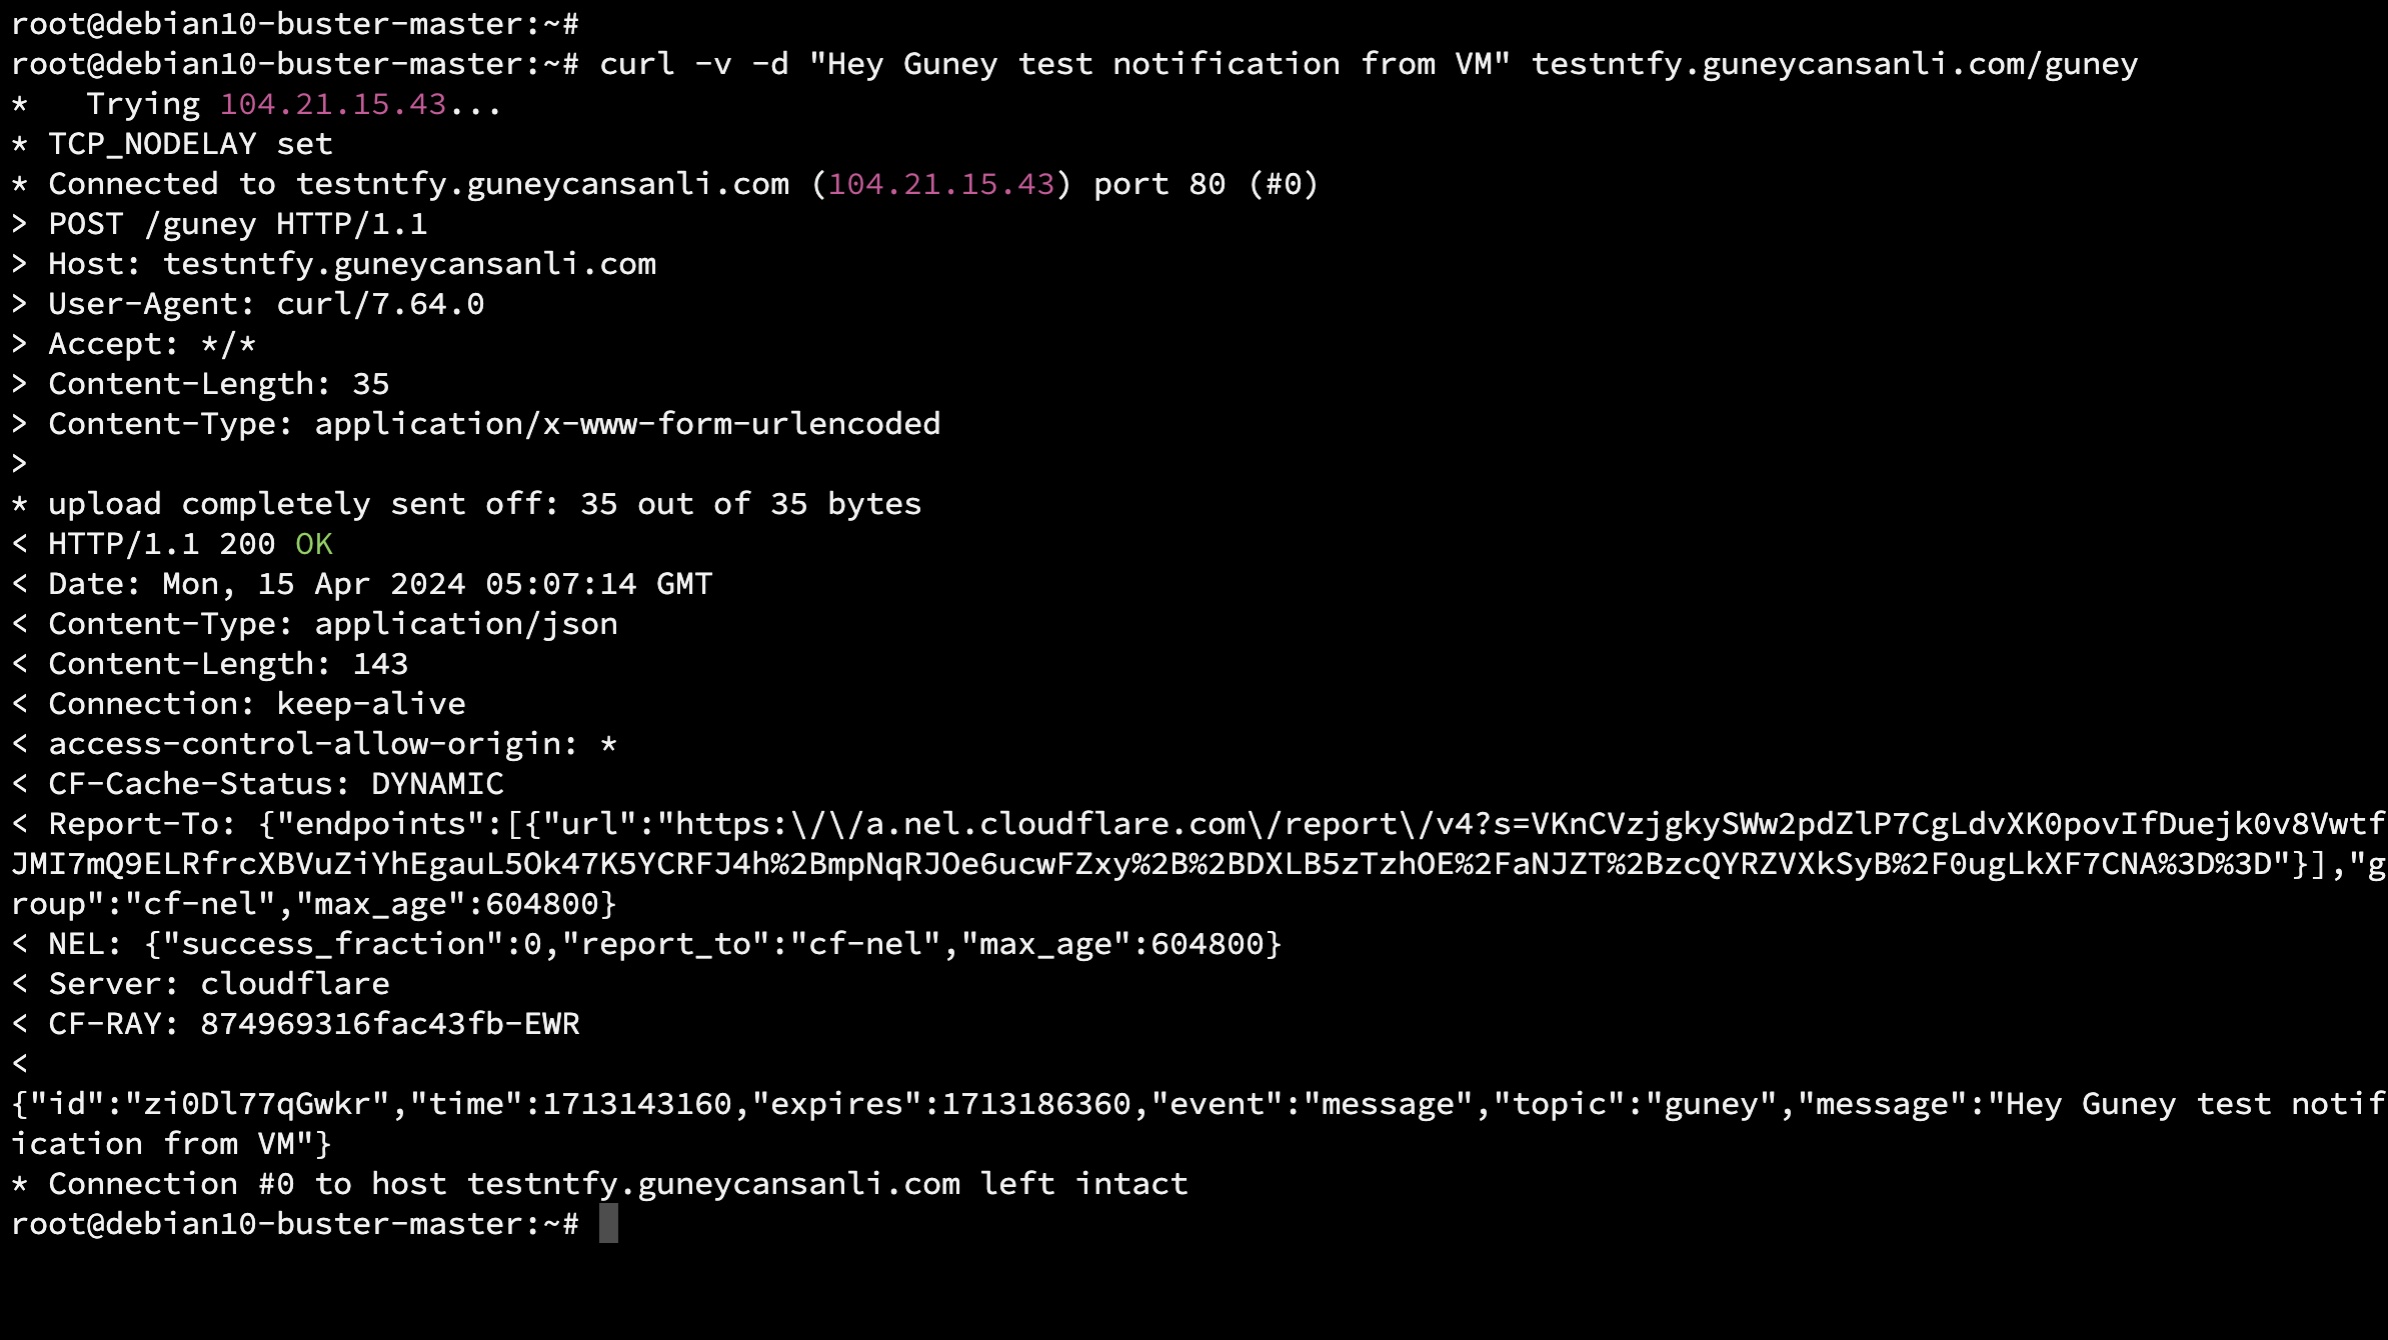 root@debian10-buster-master:~#
root@debian10-buster-master:~# curl -v -d "Hey Guney test notification from VM" testntfy.guneycansanli.com/guney
*   Trying 104.21.15.43...
* TCP_NODELAY set
* Connected to testntfy.guneycansanli.com (104.21.15.43) port 80 (#0)
> POST /guney HTTP/1.1
> Host: testntfy.guneycansanli.com
> User-Agent: curl/7.64.0
> Accept: */*
> Content-Length: 35
> Content-Type: application/x-www-form-urlencoded
>
* upload completely sent off: 35 out of 35 bytes
< HTTP/1.1 200 OK
< Date: Mon, 15 Apr 2024 05:07:14 GMT
< Content-Type: application/json
< Content-Length: 143
< Connection: keep-alive
< access-control-allow-origin: *
< CF-Cache-Status: DYNAMIC
< Report-To: {"endpoints":[{"url":"https:\/\/a.nel.cloudflare.com\/report\/v4?s=VKnCVzjgkySWw2pdZlP7CgLdvXK0povIfDuejk0v8Vwtf
JMI7mQ9ELRfrcXBVuZiYhEgauL5Ok47K5YCRFJ4h%2BmpNqRJOe6ucwFZxy%2B%2BDXLB5zTzhOE%2FaNJZT%2BzcQYRZVXkSyB%2F0ugLkXF7CNA%3D%3D"}],"g
roup":"cf-nel","max_age":604800}
< NEL: {"success_fraction":0,"report_to":"cf-nel","max_age":604800}
< Server: cloudflare
< CF-RAY: 874969316fac43fb-EWR
<
{"id":"zi0Dl77qGwkr","time":1713143160,"expires":1713186360,"event":"message","topic":"guney","message":"Hey Guney test notif
ication from VM"}
* Connection #0 to host testntfy.guneycansanli.com left intact
root@debian10-buster-master:~#